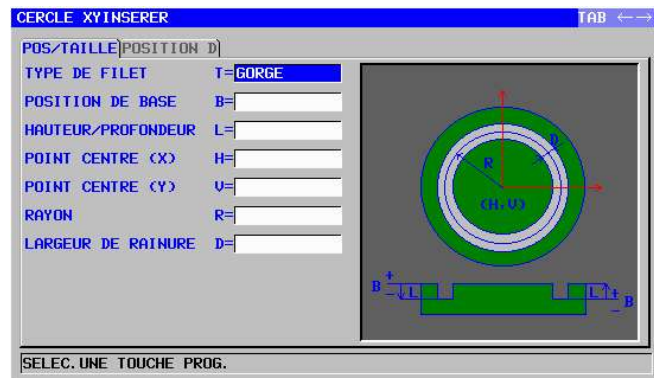 CERCLE XYINSERER TAB ←→
POS/TAILLE POSITION D
TYPE DE FILET T=GORGE
POSITION DE BASE B=
HAUTEUR/PROFONDEUR L=
POINT CENTRE (X) H=
POINT CENTRE (Y) V=
RAYON R=
LARGEUR DE RAINURE D=
D
R
(H,V)
B + - L L + - B
SELEC.UNE TOUCHE PROG.